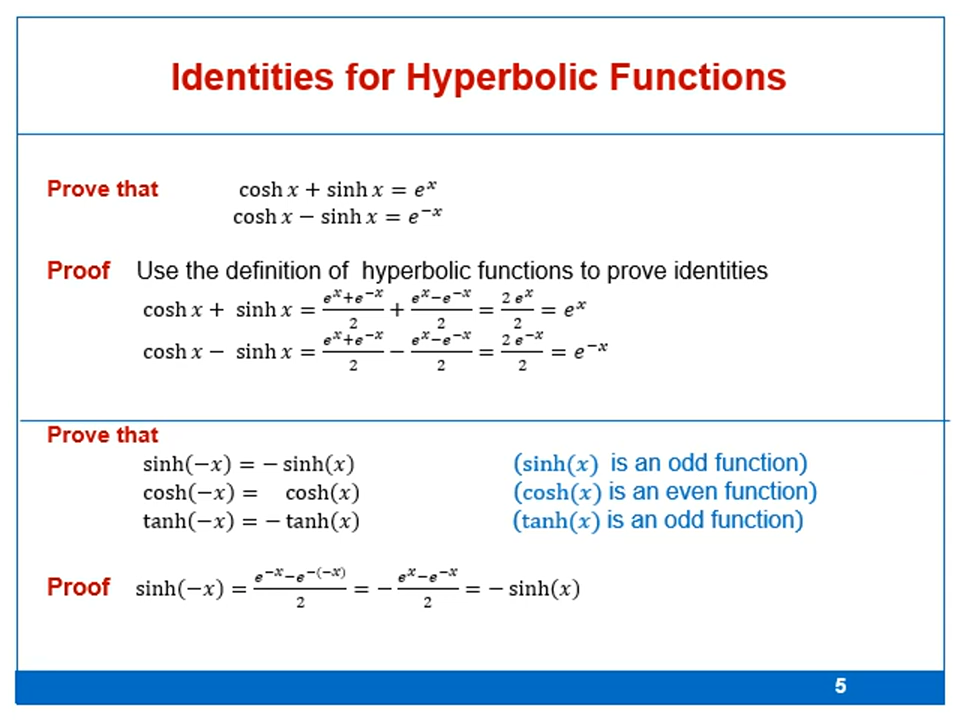 Identities for Hyperbolic Functions
Prove that cosh x + sinh x = e^x
cosh x − sinh x = e^−x
Proof Use the definition of hyperbolic functions to prove identities
cosh x + sinh x = (e^x+e^−x)/2 + (e^x−e^−x)/2 = (2 e^x)/2 = e^x
cosh x − sinh x = (e^x+e^−x)/2 − (e^x−e^−x)/2 = (2 e^−x)/2 = e^−x
Prove that
sinh(−x) = − sinh(x) (sinh(x) is an odd function)
cosh(−x) = cosh(x) (cosh(x) is an even function)
tanh(−x) = − tanh(x) (tanh(x) is an odd function)
Proof sinh(−x) = (e^−x−e^−(−x))/2 = − (e^x−e^−x)/2 = − sinh(x)
5